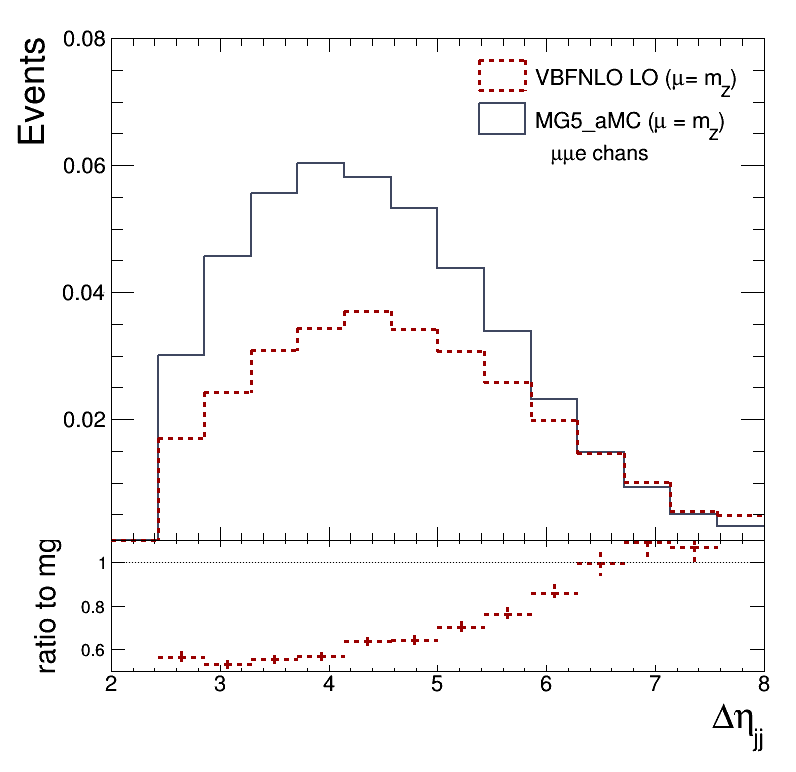 Events
0.08
0.06
0.04
0.02
VBFNLO LO (μ= m_Z)
MG5_aMC (μ = m_Z)
μμe chans
ratio to mg
1
0.8
0.6
2 3 4 5 6 7 8
Δη_jj